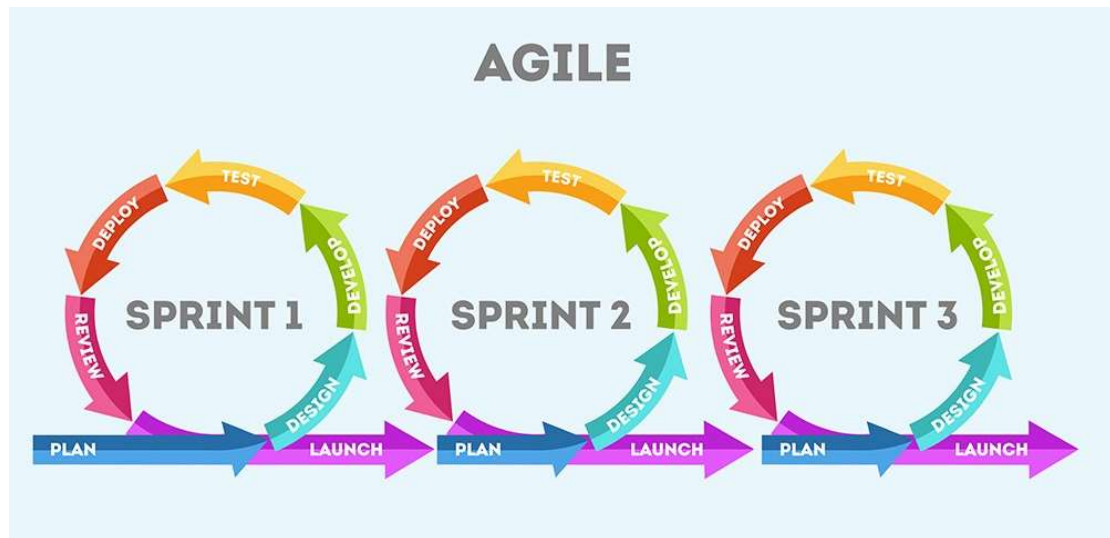 AGILE
SPRINT 1
PLAN
DESIGN
DEVELOP
TEST
DEPLOY
REVIEW
LAUNCH
SPRINT 2
PLAN
DESIGN
DEVELOP
TEST
DEPLOY
REVIEW
LAUNCH
SPRINT 3
PLAN
DESIGN
DEVELOP
TEST
DEPLOY
REVIEW
LAUNCH